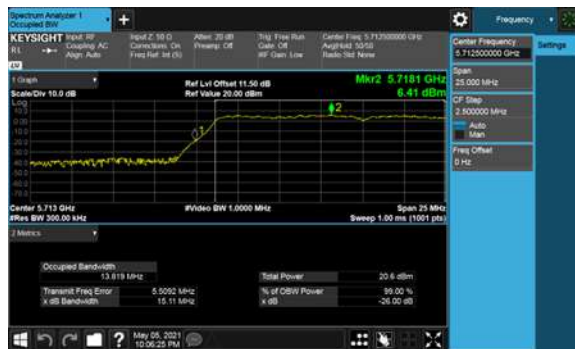 Spectrum Analyzer 1
Occupied BW
+
Frequency
KEYSIGHT Input: RF
RL
Coupling: AC
Align: Auto
Input Z: 50 Ω
Corrections: On
Freq Ref: Int (S)
Atten: 20 dB
Preamp: Off
Trig: Free Run
Gate: Off
#IF Gain: Low
Center Freq: 5.712500000 GHz
Avg|Hold: 50/50
Radio Std: None
Center Frequency
5.712500000 GHz
Settings
Span
25.000 MHz
CF Step
2.500000 MHz
Auto
Man
Freq Offset
0 Hz
1 Graph
Scale/Div 10.0 dB
Ref Lvl Offset 11.50 dB
Ref Value 20.00 dBm
Mkr2 5.7181 GHz
6.41 dBm
Log
10.0
0.00
1
2
Center 5.713 GHz
#Res BW 300.00 kHz
#Video BW 1.0000 MHz
Span 25 MHz
Sweep 1.00 ms (1001 pts)
2 Metrics
Occupied Bandwidth
13.819 MHz
Total Power
20.6 dBm
Transmit Freq Error
5.5092 MHz
% of OBW Power
99.00 %
x dB Bandwidth
15.11 MHz
x dB
-26.00 dB
?
May 05, 2021
10:06:25 PM